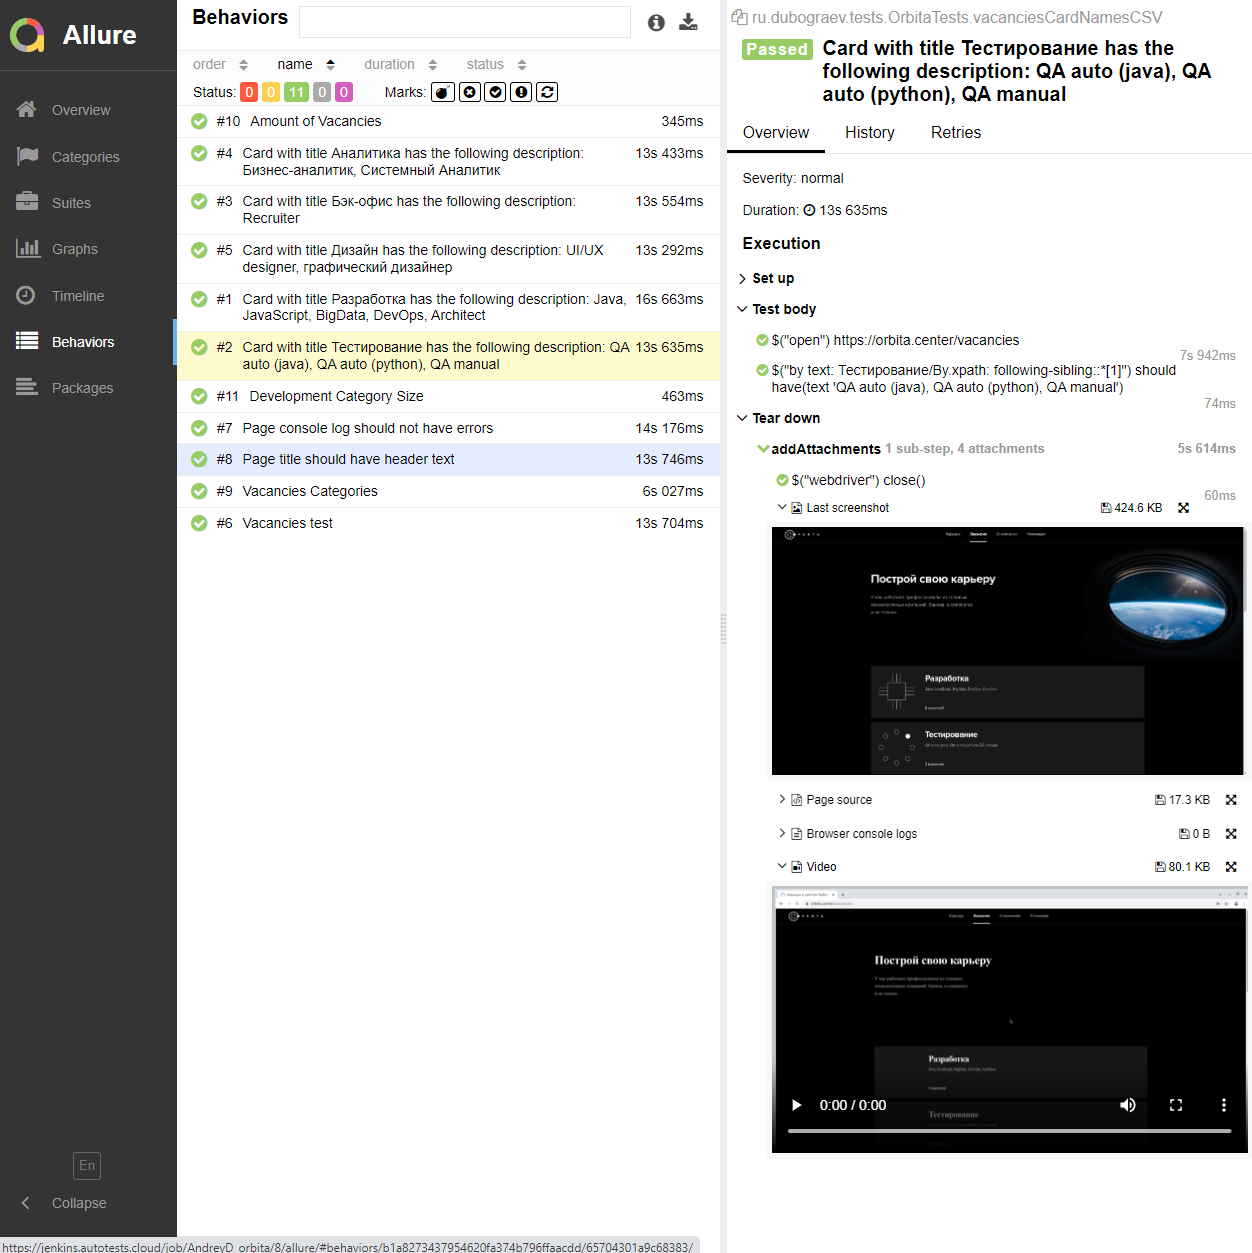 Allure
Overview
Categories
Suites
Graphs
Timeline
Behaviors
Packages
En
Collapse
Behaviors
order name duration status
Status: 0 0 11 0 0 Marks:
#10 Amount of Vacancies 345ms
#4 Card with title Аналитика has the following description: 13s 433ms
Бизнес-аналитик, Системный Аналитик
#3 Card with title Бэк-офис has the following description: 13s 554ms
Recruiter
#5 Card with title Дизайн has the following description: UI/UX 13s 292ms
designer, графический дизайнер
#1 Card with title Разработка has the following description: Java, 16s 663ms
JavaScript, BigData, DevOps, Architect
#2 Card with title Тестирование has the following description: QA 13s 635ms
auto (java), QA auto (python), QA manual
#11 Development Category Size 463ms
#7 Page console log should not have errors 14s 176ms
#8 Page title should have header text 13s 746ms
#9 Vacancies Categories 6s 027ms
#6 Vacancies test 13s 704ms
ru.dubograev.tests.OrbitaTests.vacanciesCardNamesCSV
Passed Card with title Тестирование has the
following description: QA auto (java), QA
auto (python), QA manual
Overview History Retries
Severity: normal
Duration: 13s 635ms
Execution
Set up
Test body
$("open") https://orbita.center/vacancies
7s 942ms
$("by text: Тестирование/By.xpath: following-sibling::*[1]") should
have(text 'QA auto (java), QA auto (python), QA manual')
74ms
Tear down
addAttachments 1 sub-step, 4 attachments 5s 614ms
$("webdriver") close()
60ms
Last screenshot 424.6 KB
Построй свою карьеру
Разработка
Тестирование
Page source 17.3 KB
Browser console logs 0 B
Video 80.1 KB
Построй свою карьеру
Разработка
Тестирование
0:00 / 0:00
https://jenkins.autotests.cloud/job/AndreyD_orbita/8/allure/#behaviors/b1a8273437954620fa374b796ffaacdd/65704301a9c68383/